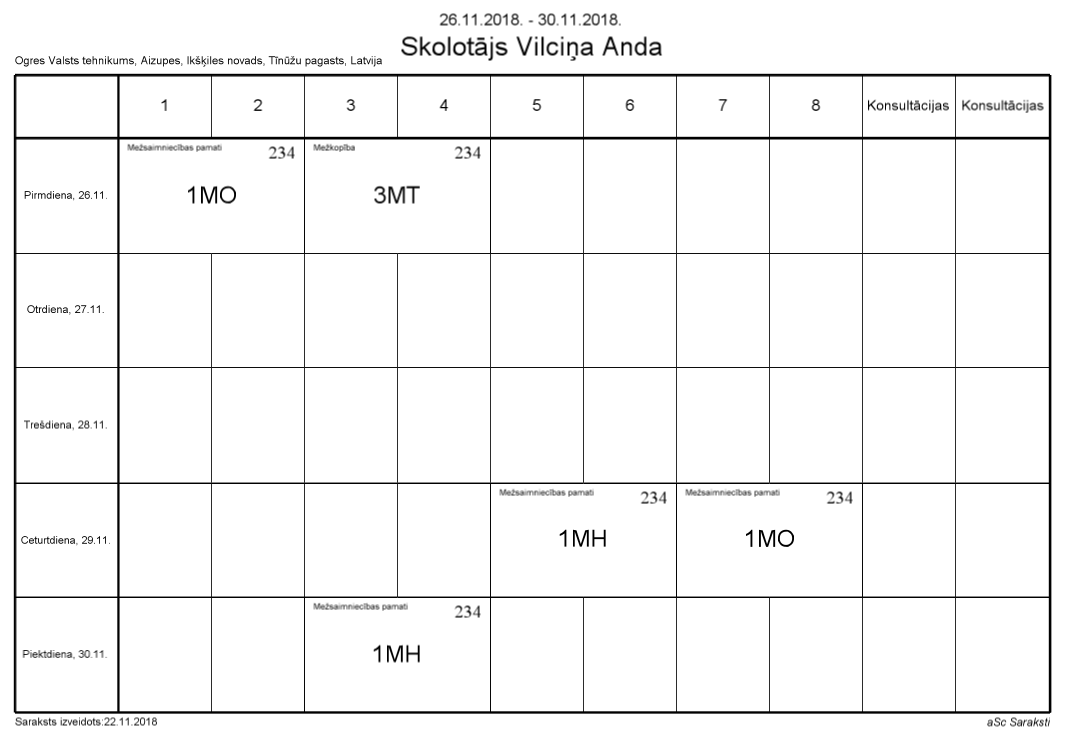 26.11.2018. - 30.11.2018.
Skolotājs Vilciņa Anda
Ogres Valsts tehnikums, Aizupes, Ikšķiles novads, Tīnūžu pagasts, Latvija
1 2 3 4 5 6 7 8 Konsultācijas Konsultācijas
Mežsaimniecības pamati 234 Mežkopība 234
Pirmdiena, 26.11. 1MO 3MT
Otrdiena, 27.11.
Trešdiena, 28.11.
Mežsaimniecības pamati 234 Mežsaimniecības pamati 234
Ceturtdiena, 29.11. 1MH 1MO
Mežsaimniecības pamati 234
Piektdiena, 30.11. 1MH
Saraksts izveidots:22.11.2018 aSc Saraksti